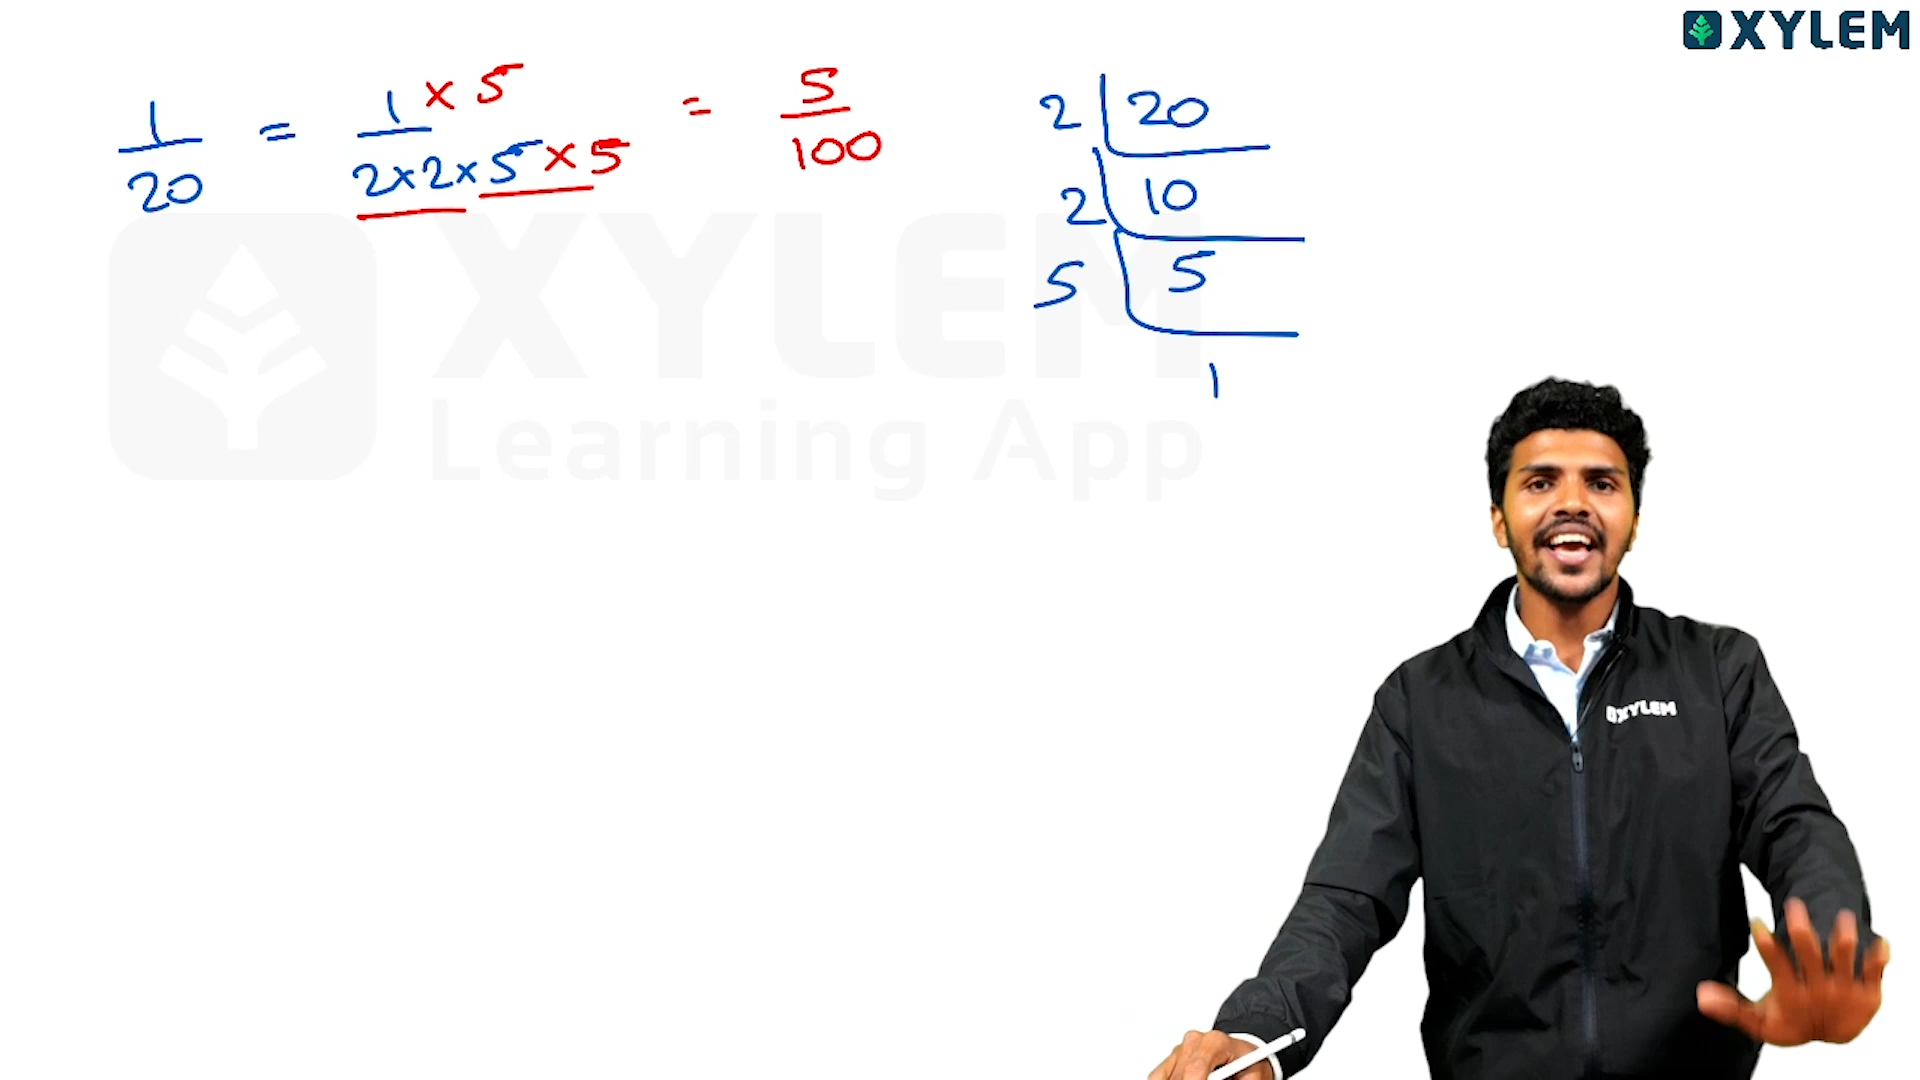 XYLEM
1/20 = 1 × 5 / 2×2×5 × 5 = 5/100
2 | 20
2 | 10
5 | 5
1
XYLEM
Learning App
XYLEM